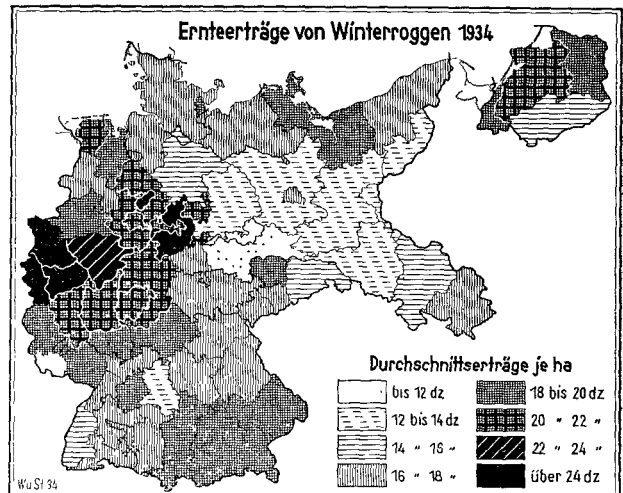 Ernteerträge von Winterroggen 1934
Durchschnittserträge je ha
bis 12 dz
12 bis 14 dz
14 " 16 "
16 " 18 "
18 bis 20 dz
20 " 22 "
22 " 24 "
über 24 dz
W u St 34